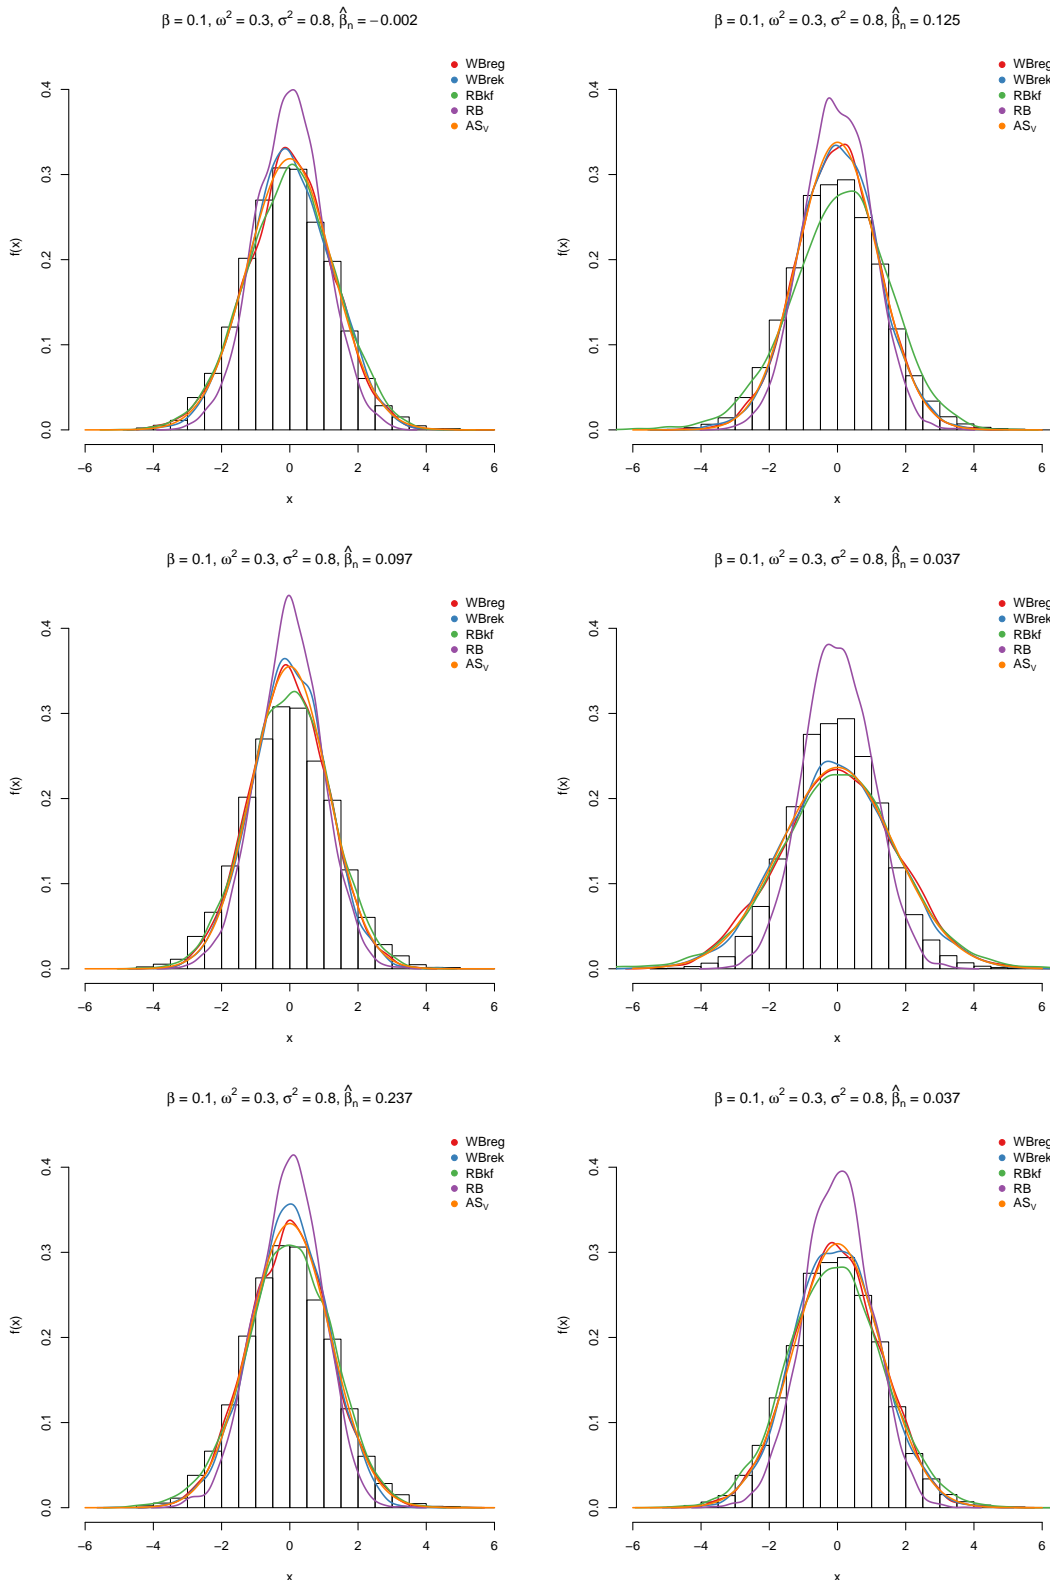 β = 0.1, ω² = 0.3, σ² = 0.8, β̂ₙ = −0.002
WBreg
WBrek
RBkf
RB
ASᵥ
f(x)
0.0 0.1 0.2 0.3 0.4
−6 −4 −2 0 2 4 6
x
β = 0.1, ω² = 0.3, σ² = 0.8, β̂ₙ = 0.125
WBreg
WBrek
RBkf
RB
ASᵥ
f(x)
0.0 0.1 0.2 0.3 0.4
−6 −4 −2 0 2 4 6
x
β = 0.1, ω² = 0.3, σ² = 0.8, β̂ₙ = 0.097
WBreg
WBrek
RBkf
RB
ASᵥ
f(x)
0.0 0.1 0.2 0.3 0.4
−6 −4 −2 0 2 4 6
x
β = 0.1, ω² = 0.3, σ² = 0.8, β̂ₙ = 0.037
WBreg
WBrek
RBkf
RB
ASᵥ
f(x)
0.0 0.1 0.2 0.3 0.4
−6 −4 −2 0 2 4 6
x
β = 0.1, ω² = 0.3, σ² = 0.8, β̂ₙ = 0.237
WBreg
WBrek
RBkf
RB
ASᵥ
f(x)
0.0 0.1 0.2 0.3 0.4
−6 −4 −2 0 2 4 6
x
β = 0.1, ω² = 0.3, σ² = 0.8, β̂ₙ = 0.037
WBreg
WBrek
RBkf
RB
ASᵥ
f(x)
0.0 0.1 0.2 0.3 0.4
−6 −4 −2 0 2 4 6
x